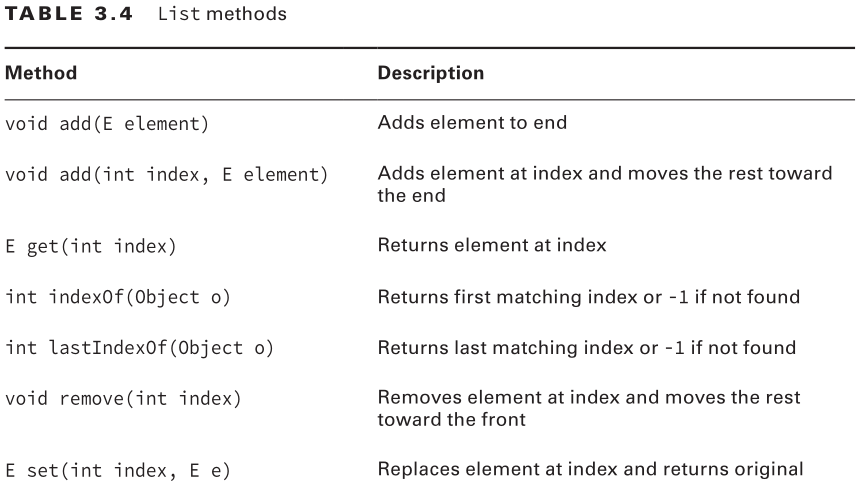 TABLE 3.4 List methods
Method Description
void add(E element) Adds element to end
void add(int index, E element) Adds element at index and moves the rest toward
the end
E get(int index) Returns element at index
int indexOf(Object o) Returns first matching index or -1 if not found
int lastIndexOf(Object o) Returns last matching index or -1 if not found
void remove(int index) Removes element at index and moves the rest
toward the front
E set(int index, E e) Replaces element at index and returns original